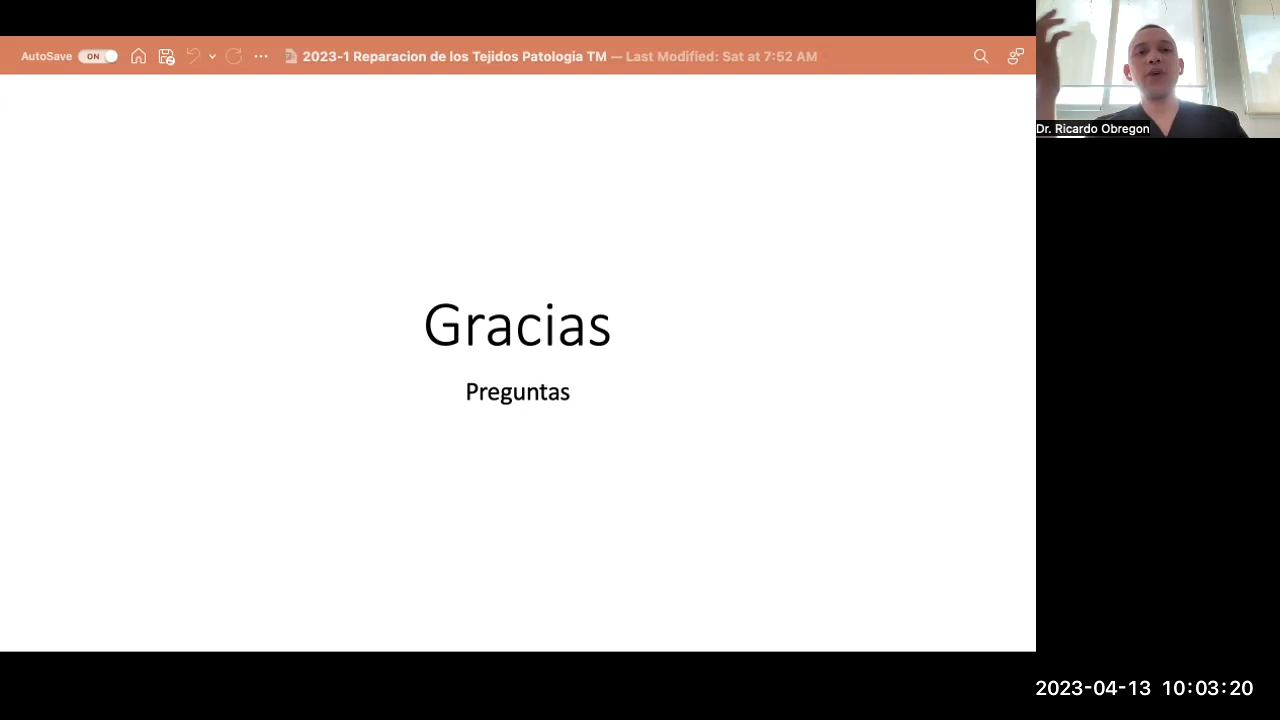 AutoSave ON 2023-1 Reparacion de los Tejidos Patologia TM — Last Modified: Sat at 7:52 AM
Dr. Ricardo Obregon
Gracias
Preguntas
2023-04-13 10:03:20